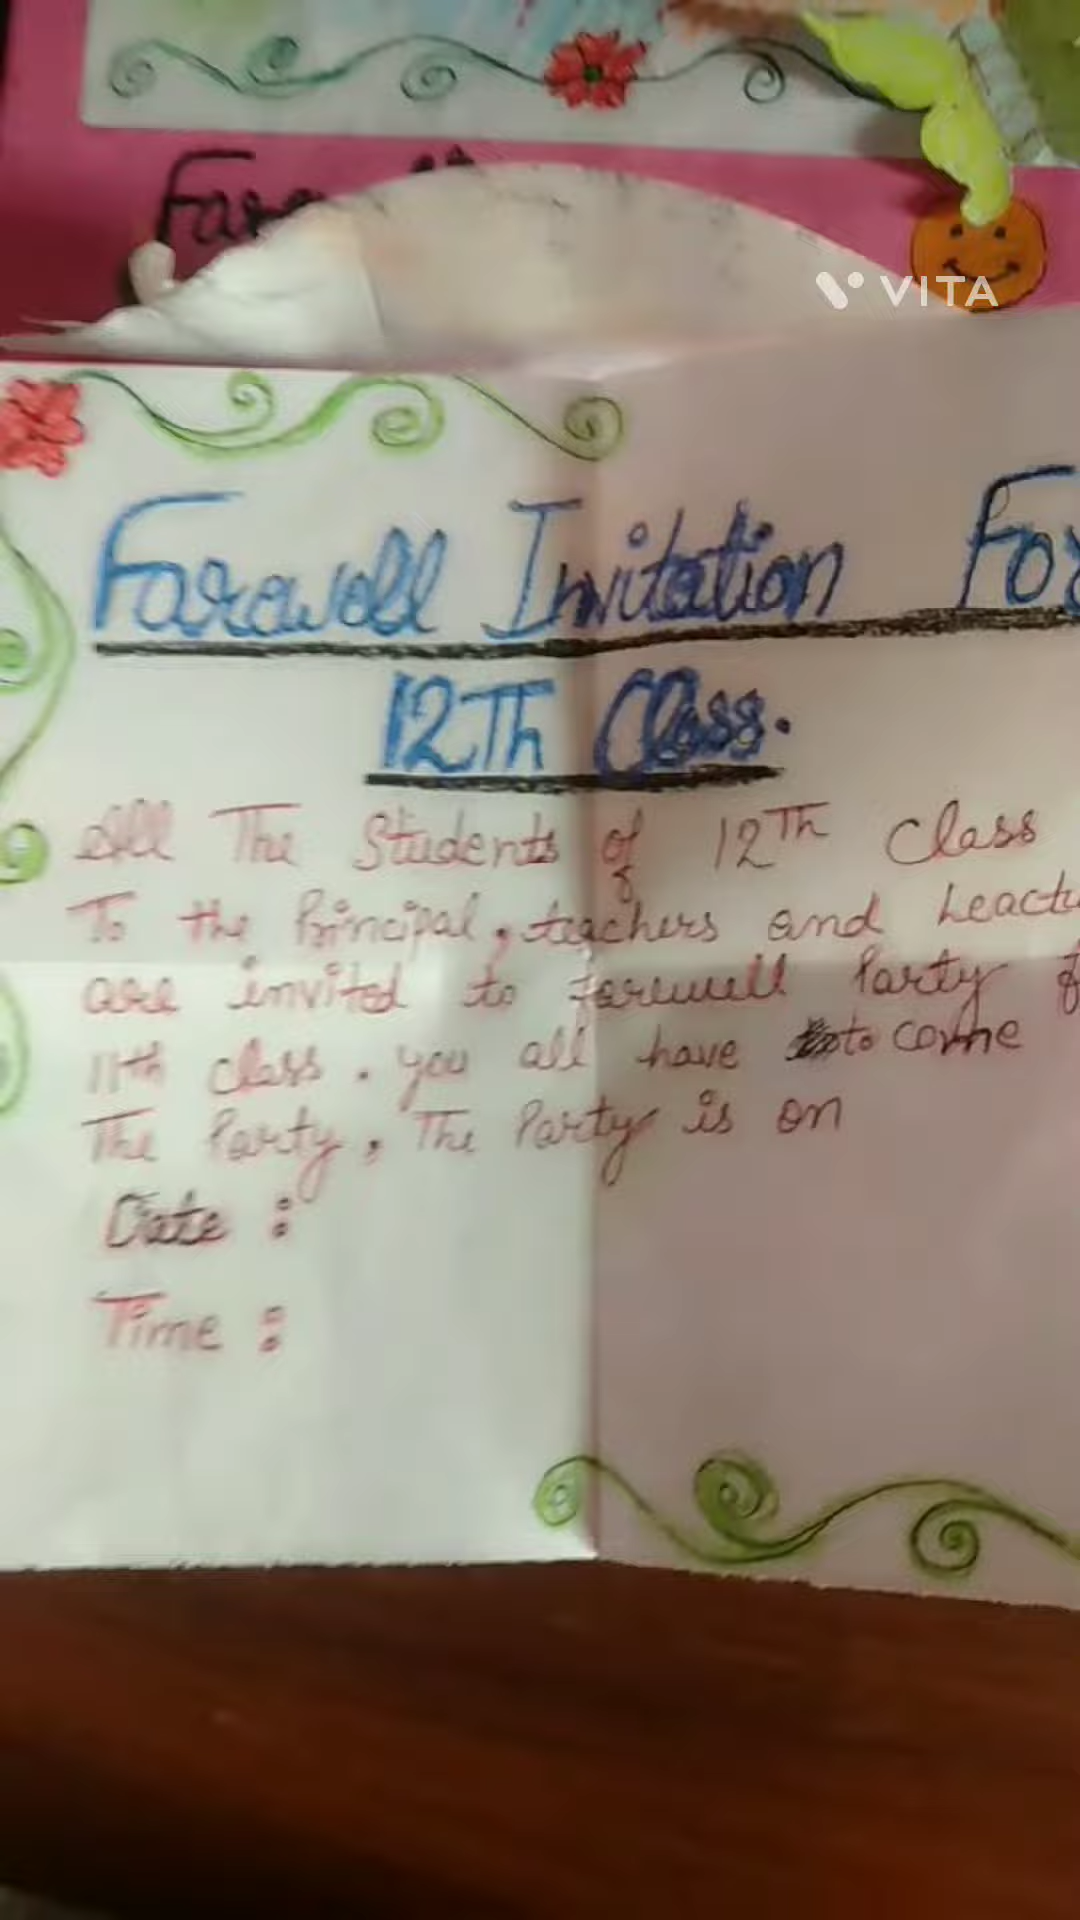 VITA
Farewell Invitation For
12Th Class.
All The Students of 12Th Class
To the Principal, teachers and
are invited to farewell Party
11th class. you all have to come
The Party, The Party is on
Date :
Time :